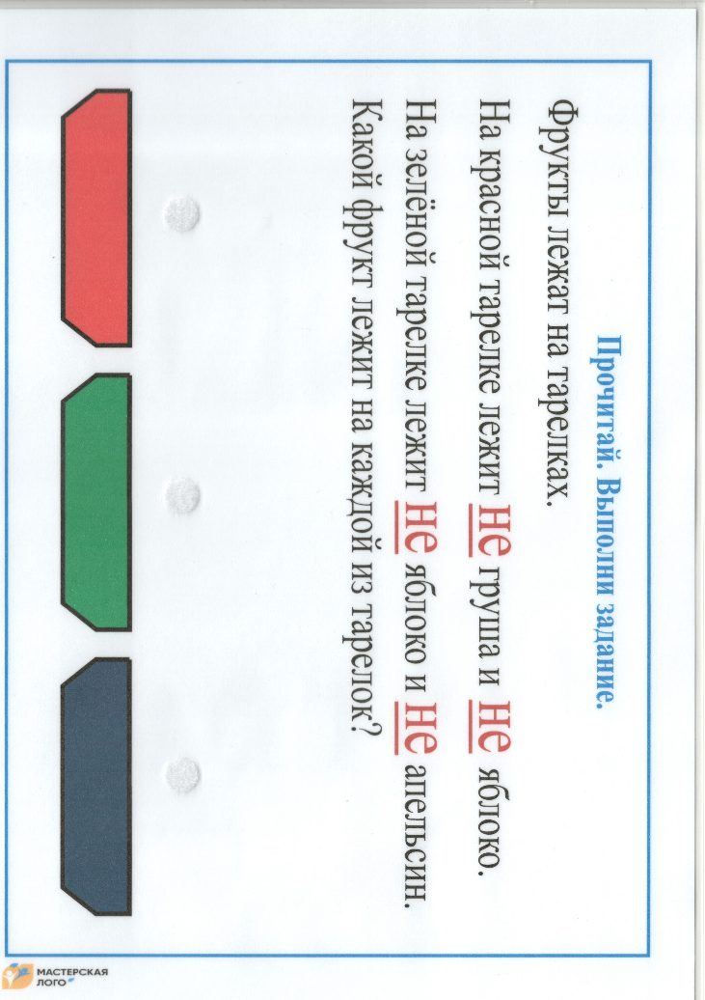 Прочитай. Выполни задание.
Фрукты лежат на тарелках.
На красной тарелке лежит не груша и не яблоко.
На зелёной тарелке лежит не яблоко и не апельсин.
Какой фрукт лежит на каждой из тарелок?
МАСТЕРСКАЯ
ЛОГО